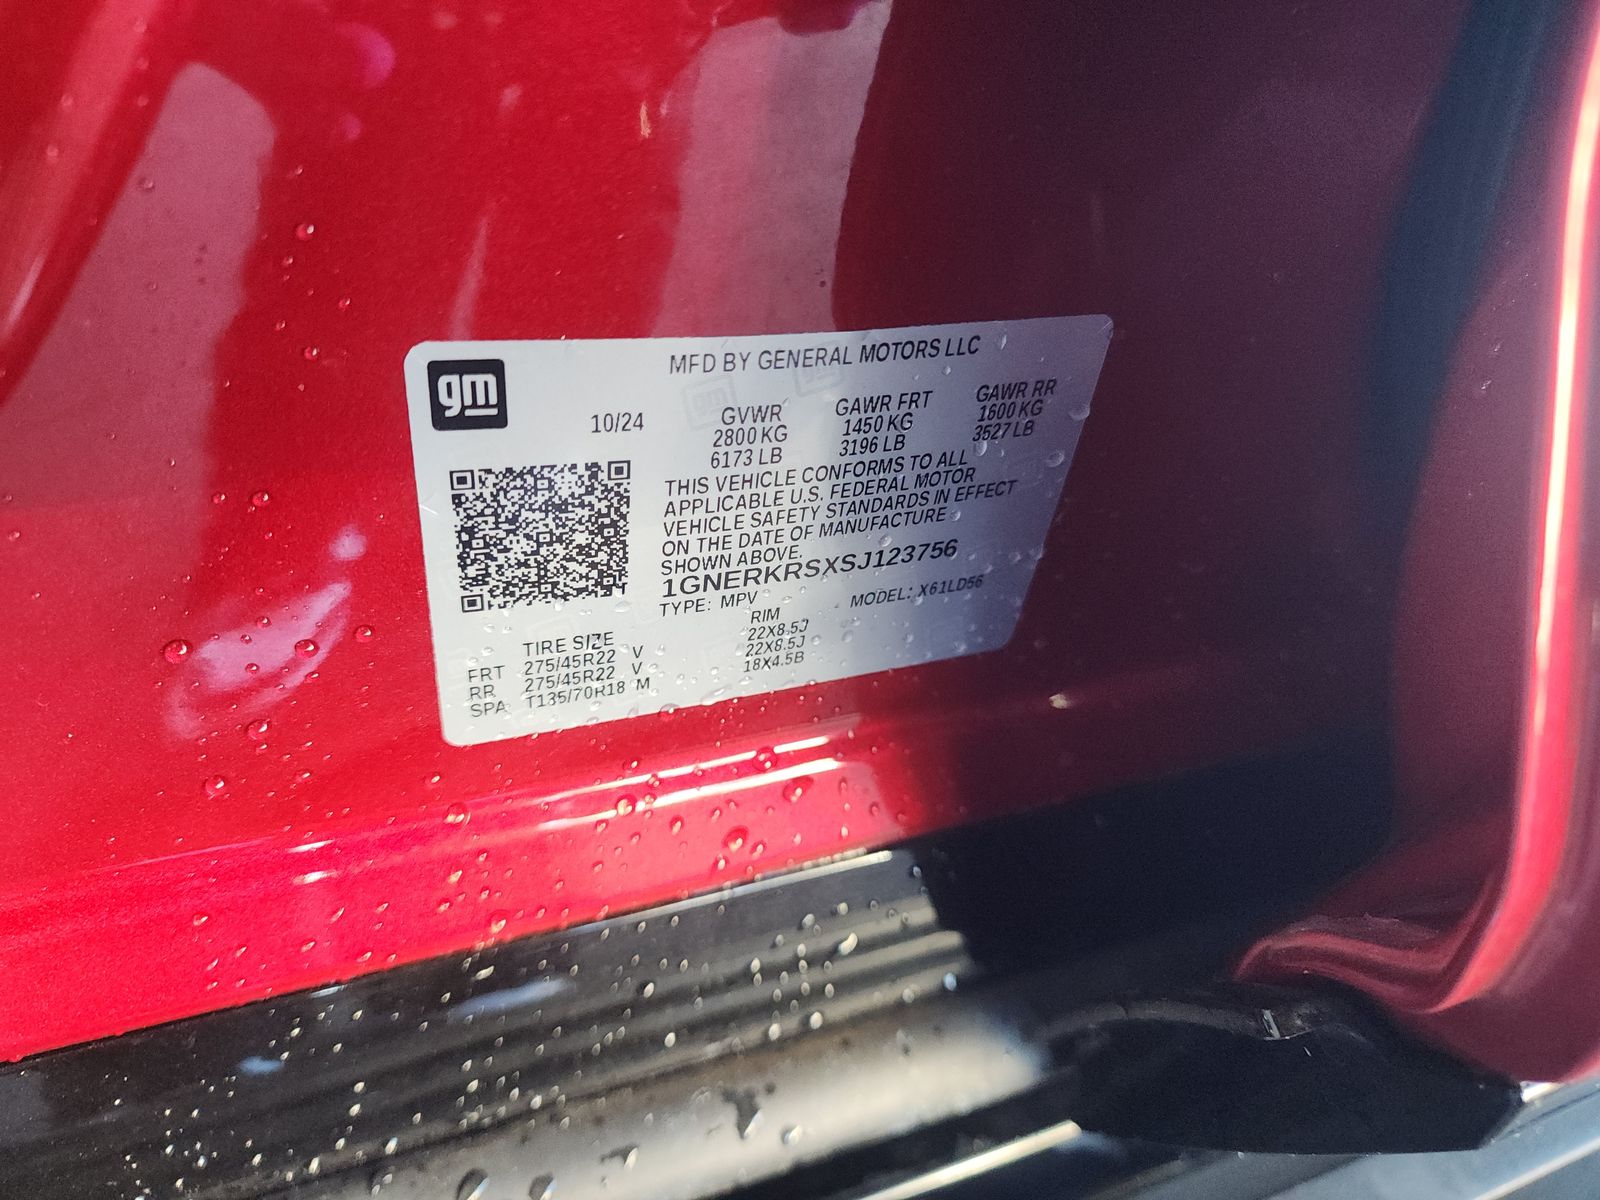 gm
MFD BY GENERAL MOTORS LLC
10/24
GVWR GAWR FRT GAWR RR
2800 KG 1450 KG 1600 KG
6173 LB 3196 LB 3527 LB
THIS VEHICLE CONFORMS TO ALL
APPLICABLE U.S. FEDERAL MOTOR
VEHICLE SAFETY STANDARDS IN EFFECT
ON THE DATE OF MANUFACTURE
SHOWN ABOVE.
1GNERKRSXSJ123756
TYPE: MPV MODEL: X61LD56
TIRE SIZE RIM
FRT 275/45R22 V 22X8.5J
RR 275/45R22 V 22X8.5J
SPA T135/70R18 M 18X4.5B